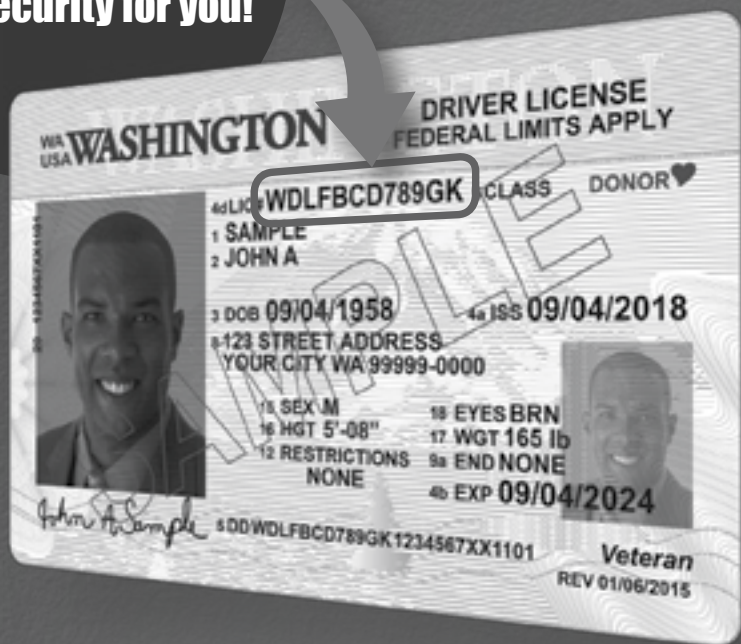 ecurity for you!
WA
USA WASHINGTON
DRIVER LICENSE
FEDERAL LIMITS APPLY
4d LIC# WDLFBCD789GK CLASS DONOR
1 SAMPLE
2 JOHN A
3 DOB 09/04/1958 4a ISS 09/04/2018
8 123 STREET ADDRESS
YOUR CITY WA 99999-0000
15 SEX M 18 EYES BRN
16 HGT 5'-08" 17 WGT 165 lb
12 RESTRICTIONS 9a END NONE
NONE
4b EXP 09/04/2024
John A Sample
5 DD WDLFBCD789GK1234567XX1101
Veteran
REV 01/06/2015
20 1234567XX1101
SAMPLE